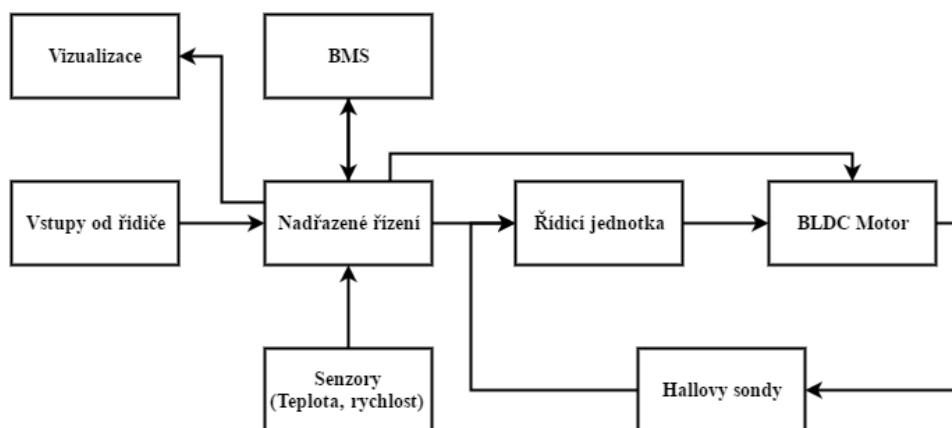 Vizualizace
BMS
Vstupy od řidiče
Nadřazené řízení
Řídicí jednotka
BLDC Motor
Senzory
(Teplota, rychlost)
Hallovy sondy